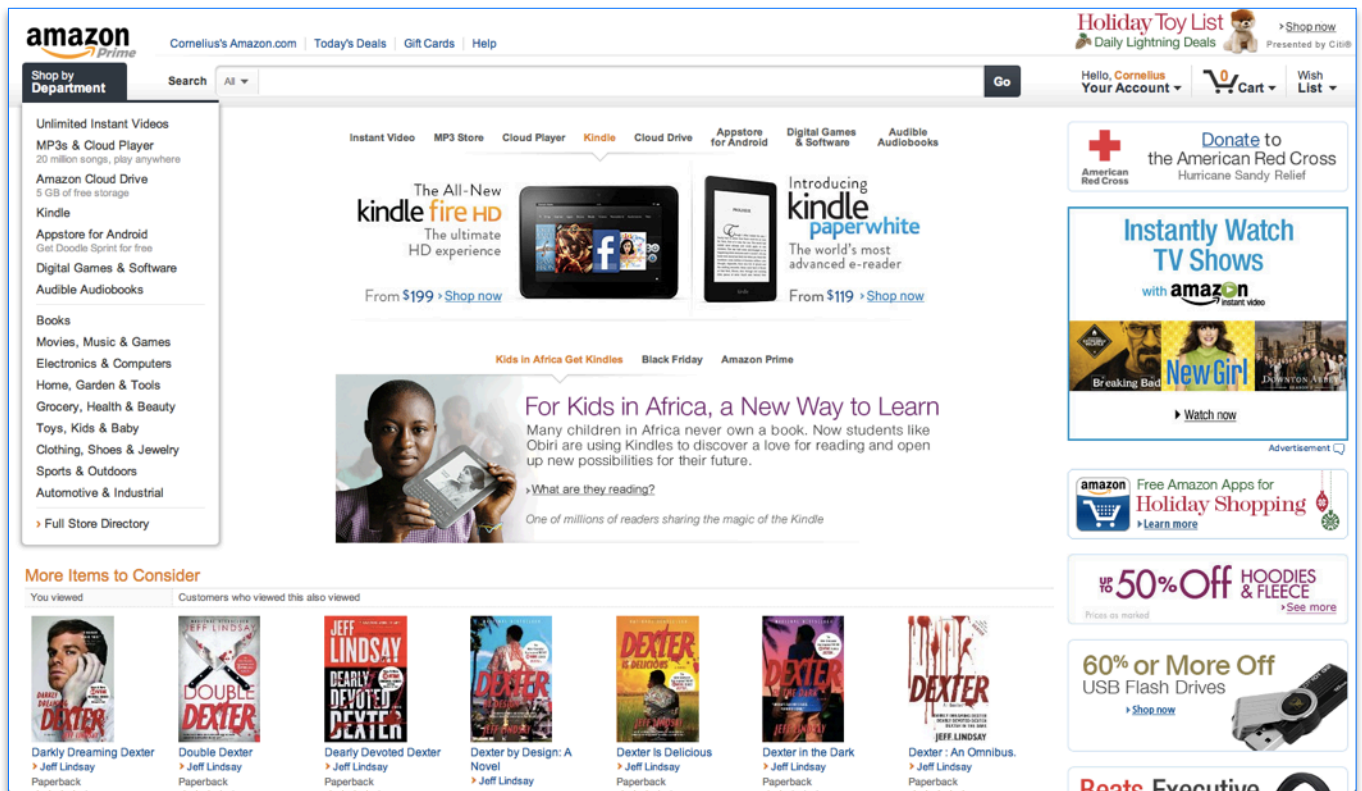 amazon
Prime
Cornelius's Amazon.com
Today's Deals
Gift Cards
Help
Holiday Toy List
Daily Lightning Deals
Shop now
Presented by Citi®
Shop by
Department
Search
All
Go
Hello, Cornelius
Your Account
0
Cart
Wish
List
Unlimited Instant Videos
MP3s & Cloud Player
20 million songs, play anywhere
Amazon Cloud Drive
5 GB of free storage
Kindle
Appstore for Android
Get Doodle Sprint for free
Digital Games & Software
Audible Audiobooks
Books
Movies, Music & Games
Electronics & Computers
Home, Garden & Tools
Grocery, Health & Beauty
Toys, Kids & Baby
Clothing, Shoes & Jewelry
Sports & Outdoors
Automotive & Industrial
Full Store Directory
Instant Video
MP3 Store
Cloud Player
Kindle
Cloud Drive
Appstore
for Android
Digital Games
& Software
Audible
Audiobooks
The All-New
kindle fire HD
The ultimate
HD experience
From $199 Shop now
Introducing
kindle
paperwhite
The world's most
advanced e-reader
From $119 Shop now
Kids in Africa Get Kindles
Black Friday
Amazon Prime
For Kids in Africa, a New Way to Learn
Many children in Africa never own a book. Now students like
Obiri are using Kindles to discover a love for reading and open
up new possibilities for their future.
What are they reading?
One of millions of readers sharing the magic of the Kindle
American
Red Cross
Donate to
the American Red Cross
Hurricane Sandy Relief
Instantly Watch
TV Shows
with amazon
instant video
Breaking Bad
New Girl
Downton Abbey
Watch now
Advertisement
amazon
Free Amazon Apps for
Holiday Shopping
Learn more
UP TO 50% Off HOODIES
& FLEECE
See more
Prices as marked
60% or More Off
USB Flash Drives
Shop now
Beats Executive
More Items to Consider
You viewed
Customers who viewed this also viewed
DARKLY
DREAMING
DEXTER
JEFF LINDSAY
DOUBLE
DEXTER
JEFF
LINDSAY
DEARLY
DEVOTED
DEXTER
DEXTER
DEXTER
IS DELICIOUS
JEFF LINDSAY
DEXTER
IN THE DARK
JEFF LINDSAY
DEXTER
JEFF LINDSAY
Darkly Dreaming Dexter
Jeff Lindsay
Paperback
Double Dexter
Jeff Lindsay
Paperback
Dearly Devoted Dexter
Jeff Lindsay
Paperback
Dexter by Design: A
Novel
Jeff Lindsay
Dexter Is Delicious
Jeff Lindsay
Paperback
Dexter in the Dark
Jeff Lindsay
Paperback
Dexter : An Omnibus.
Jeff Lindsay
Paperback